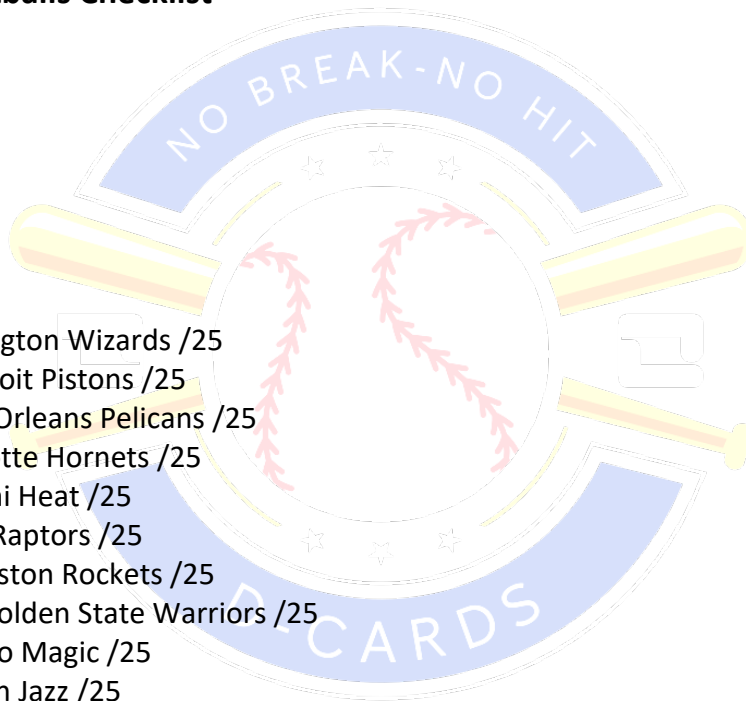 Checklist
NO BREAK-NO HIT
gton Wizards /25
oit Pistons /25
Orleans Pelicans /25
tte Hornets /25
Heat /25
Raptors /25
ston Rockets /25
olden State Warriors /25
D-CARDS
o Magic /25
Jazz /25